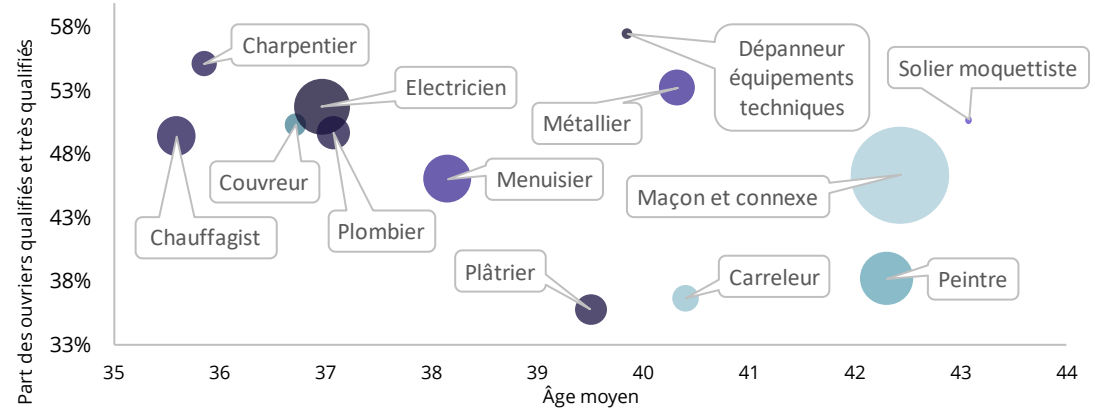 Part des ouvriers qualifiés et très qualifiés
58%
53%
48%
43%
38%
33%
Charpentier
Electricien
Dépanneur
équipements
techniques
Solier moquettiste
Métallier
Couvreur
Menuisier
Maçon et connexe
Chauffagist
Plombier
Plâtrier
Carreleur
Peintre
35 36 37 38 39 40 41 42 43 44
Âge moyen